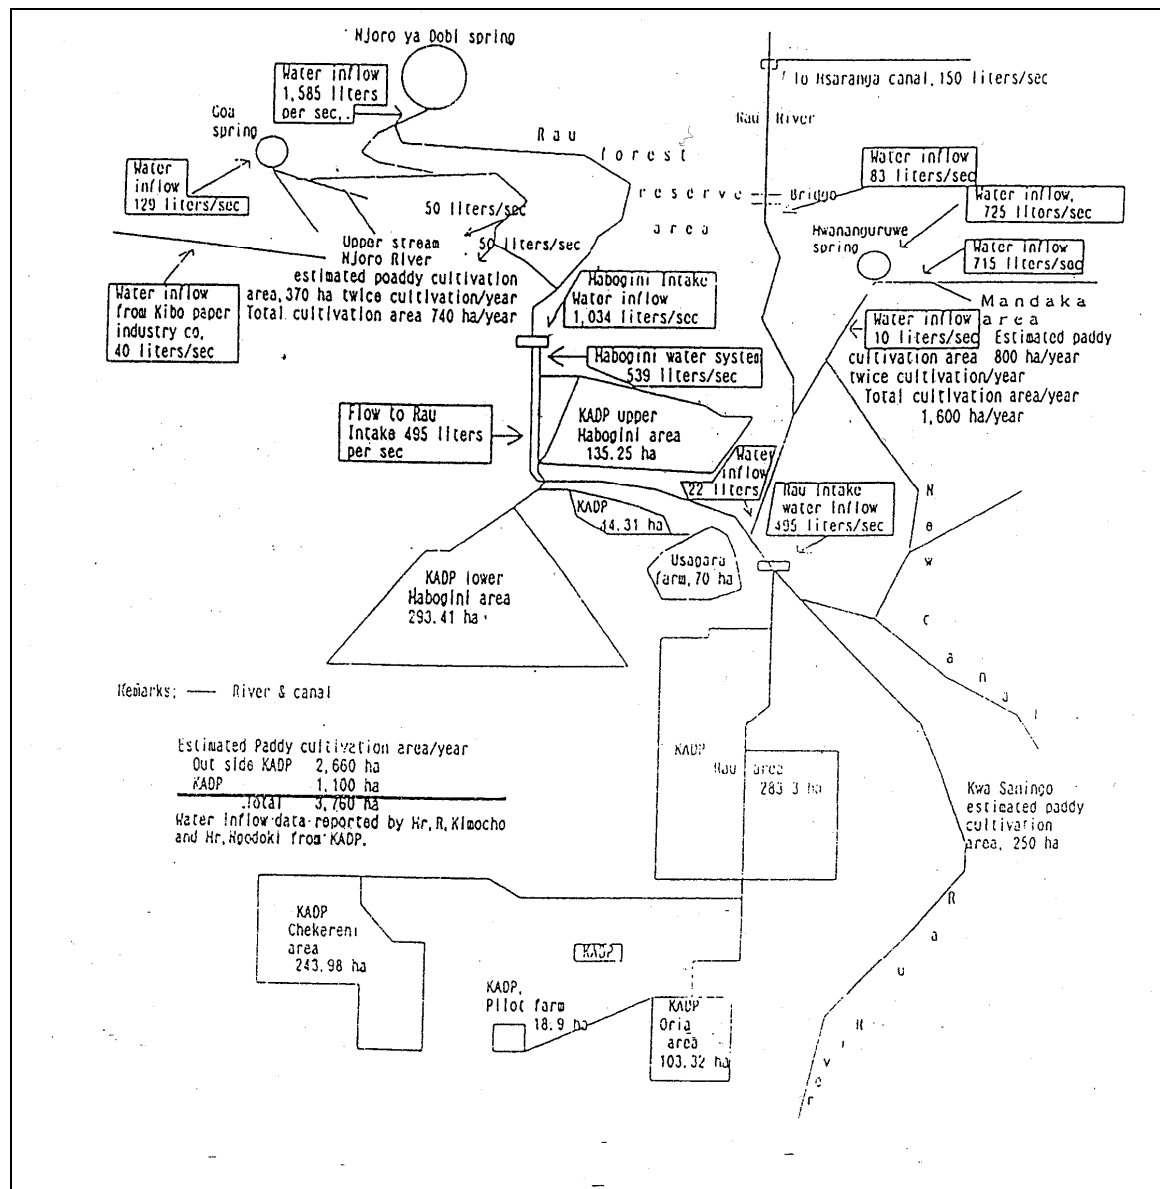 Njoro ya Dobi spring
Water inflow
1,585 liters
per sec,.
Goa
spring
Water
inflow
129 liters/sec
Rau
forest
reserve
area
to Msaranga canal, 150 liters/sec
Rau River
Bridge
Water inflow
83 liters/sec
Water inflow,
725 liters/sec
Mwananguruwe
spring
Water inflow
715 liters/sec
50 liters/sec
50 liters/sec
Upper stream
Njoro River
estimated poaddy cultivation
area, 370 ha twice cultivation/year
Total cultivation area 740 ha/year
Water inflow
from Kibo paper
industry co,
40 liters/sec
Mabogini Intake
Water inflow
1,034 liters/sec
Mabogini water system
539 liters/sec
Mandaka
area
Water inflow
10 liters/sec
Estimated paddy
cultivation area 800 ha/year
twice cultivation/year
Total cultivation area/year
1,600 ha/year
Flow to Rau
Intake 495 liters
per sec
KADP upper
Mabogini area
135.25 ha
Water
inflow
22 liters
Rau Intake
water inflow
495 liters/sec
New Canal
KADP
14.31 ha
Usagara
farm, 70 ha
KADP lower
Mabogini area
293.41 ha
Remarks; — River & canal
Estimated Paddy cultivation area/year
Out side KADP 2,660 ha
KADP 1,100 ha
Total 3,760 ha
Water inflow data reported by Mr, R, Kimocho
and Mr, from KADP.
KADP
Rau area
283.3 ha
Kwa Saningo
estimated paddy
cultivation
area, 250 ha
Rau River
KADP
Chekereni
area
243.98 ha
KADP
KADP,
Pilot farm
18.9 ha
KADP
Oria
area
103.32 ha